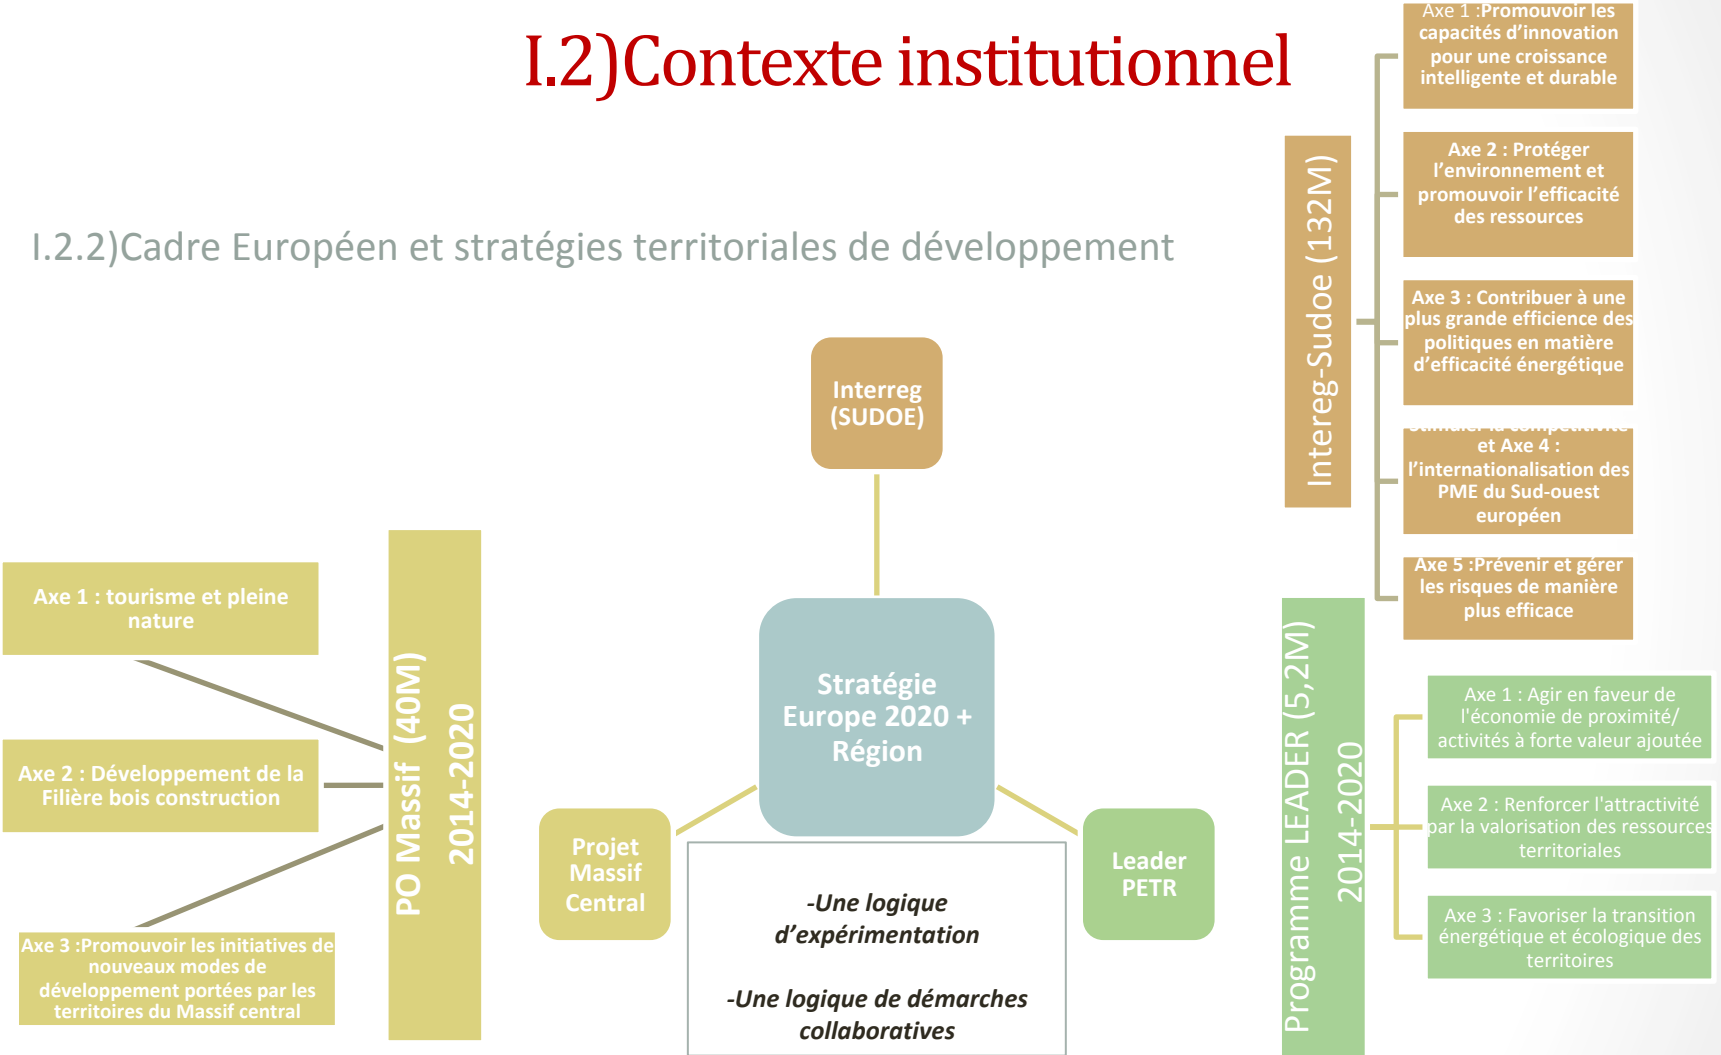 I.2)Contexte institutionnel
I.2.2)Cadre Européen et stratégies territoriales de développement
Interreg
(SUDOE)
Stratégie
Europe 2020 +
Région
Projet
Massif
Central
Leader
PETR
-Une logique
d’expérimentation
-Une logique de démarches
collaboratives
PO Massif (40M)
2014-2020
Axe 1 : tourisme et pleine
nature
Axe 2 : Développement de la
Filière bois construction
Axe 3 :Promouvoir les initiatives de
nouveaux modes de
développement portées par les
territoires du Massif central
Intereg-Sudoe (132M)
Axe 1 :Promouvoir les
capacités d’innovation
pour une croissance
intelligente et durable
Axe 2 : Protéger
l’environnement et
promouvoir l’efficacité
des ressources
Axe 3 : Contribuer à une
plus grande efficience des
politiques en matière
d’efficacité énergétique
Stimuler la compétitivité
et Axe 4 :
l’internationalisation des
PME du Sud-ouest
européen
Axe 5 :Prévenir et gérer
les risques de manière
plus efficace
Programme LEADER (5,2M)
2014-2020
Axe 1 : Agir en faveur de
l'économie de proximité/
activités à forte valeur ajoutée
Axe 2 : Renforcer l'attractivité
par la valorisation des ressources
territoriales
Axe 3 : Favoriser la transition
énergétique et écologique des
territoires